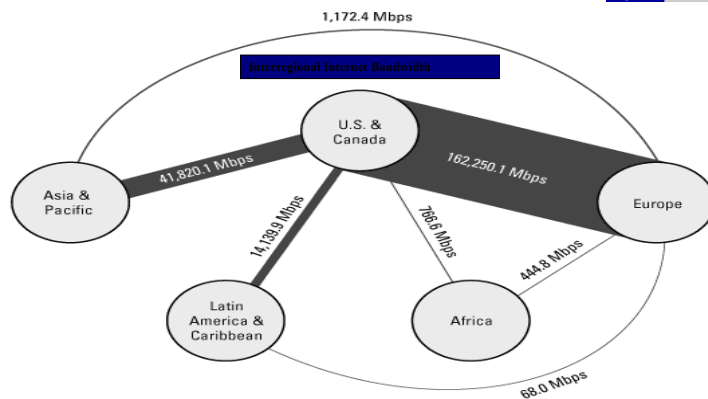 1,172.4 Mbps
Interregional Internet Bandwidth
U.S. &
Canada
41,820.1 Mbps
162,250.1 Mbps
Asia &
Pacific
Europe
14,139.9 Mbps
766.6 Mbps
444.8 Mbps
Latin
America &
Caribbean
Africa
68.0 Mbps